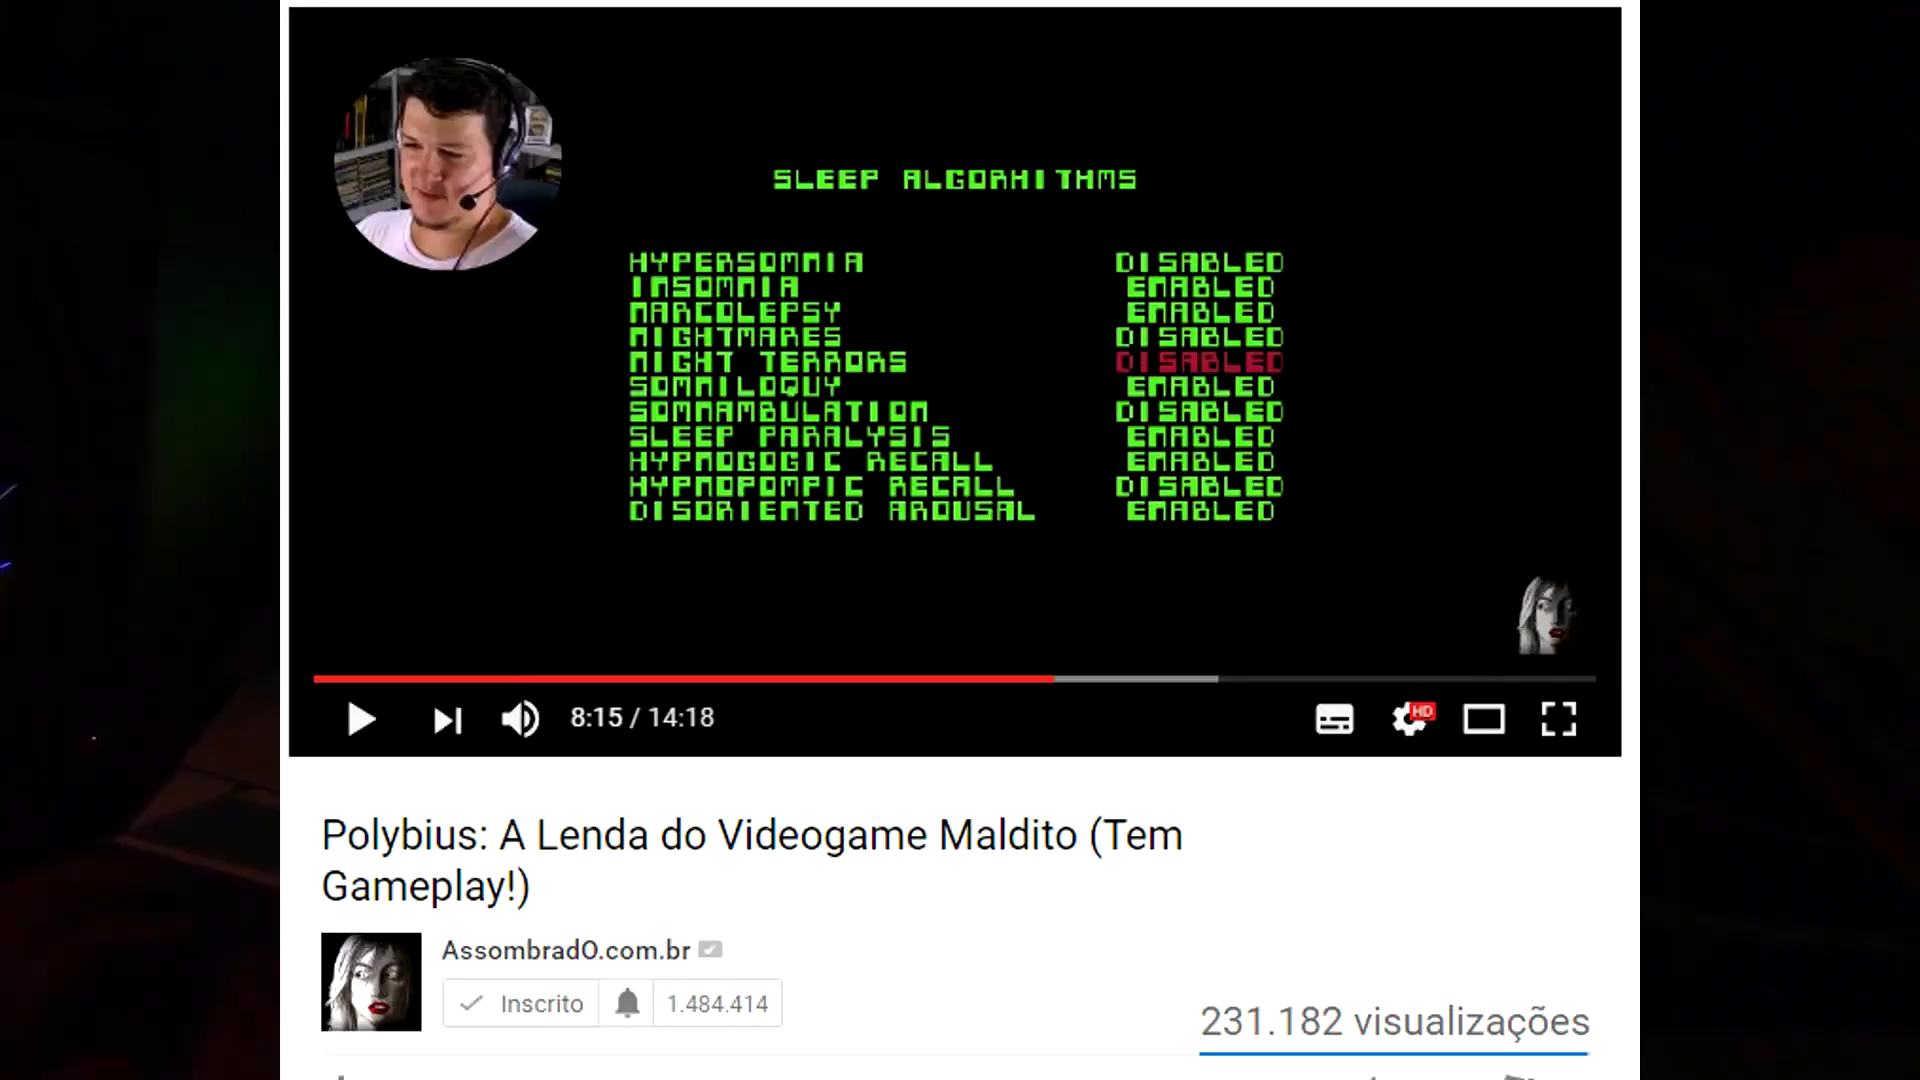 SLEEP ALGORHITHMS
HYPERSOMNIA DISABLED
INSOMNIA ENABLED
NARCOLEPSY ENABLED
NIGHTMARES DISABLED
NIGHT TERRORS DISABLED
SOMNILOQUY ENABLED
SOMNAMBULATION DISABLED
SLEEP PARALYSIS ENABLED
HYPNOGOGIC RECALL ENABLED
HYPNOPOMPIC RECALL DISABLED
DISORIENTED AROUSAL ENABLED
8:15 / 14:18
HD
Polybius: A Lenda do Videogame Maldito (Tem
Gameplay!)
AssombradO.com.br
Inscrito 1.484.414
231.182 visualizações